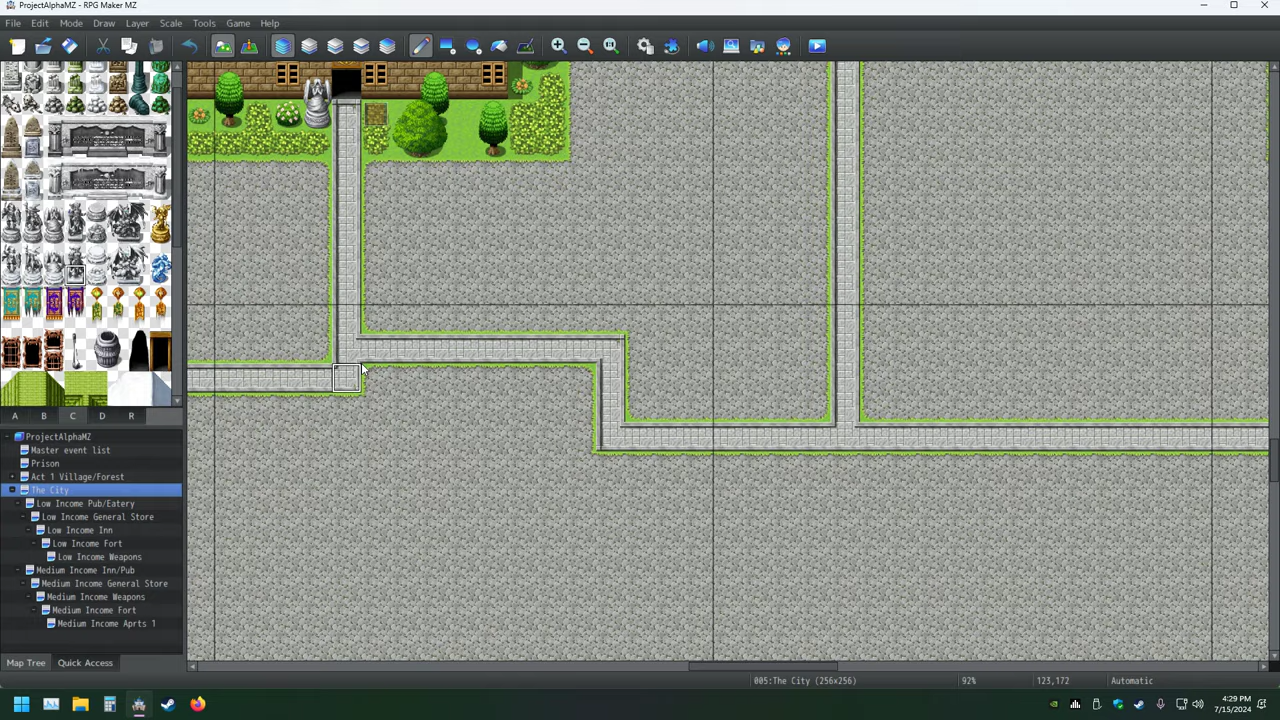 ProjectAlphaMZ - RPG Maker MZ
File Edit Mode Draw Layer Scale Tools Game Help
A B C D R
ProjectAlphaMZ
Master event list
Prison
Act 1 Village/Forest
The City
Low Income Pub/Eatery
Low Income General Store
Low Income Inn
Low Income Fort
Low Income Weapons
Medium Income Inn/Pub
Medium Income General Store
Medium Income Weapons
Medium Income Fort
Medium Income Aprts 1
Map Tree Quick Access
005:The City (256x256) 92% 123,172 Automatic
4:29 PM
7/15/2024